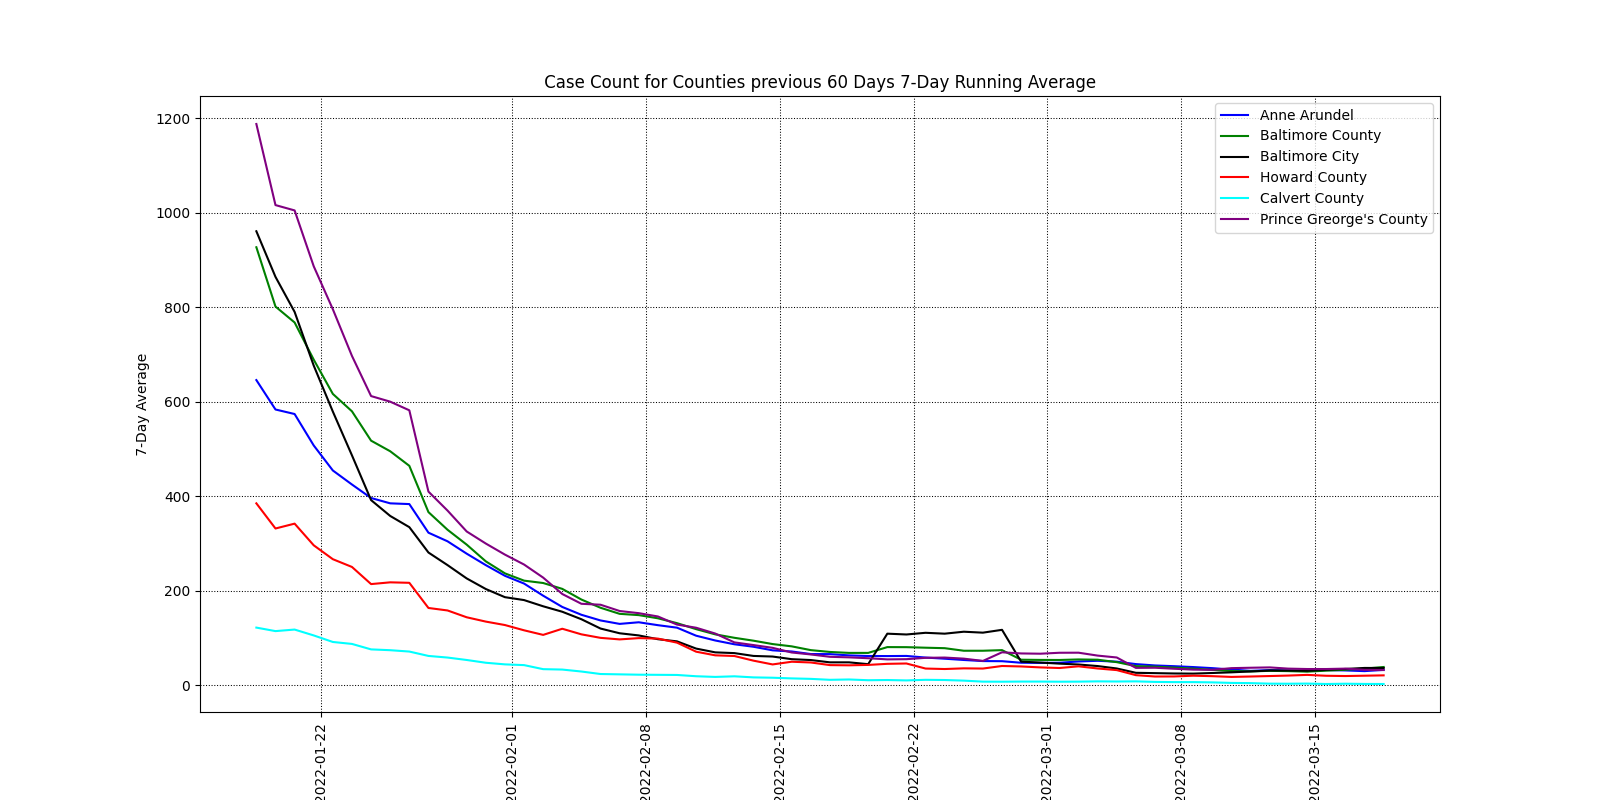 Case Count for Counties previous 60 Days 7-Day Running Average
Anne Arundel
Baltimore County
Baltimore City
Howard County
Calvert County
Prince Greorge's County
7-Day Average
1200
1000
800
600
400
200
0
2022-01-22
2022-02-01
2022-02-08
2022-02-15
2022-02-22
2022-03-01
2022-03-08
2022-03-15